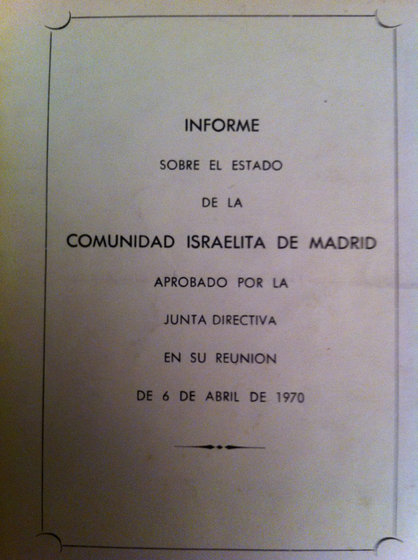 INFORME
SOBRE EL ESTADO
DE LA
COMUNIDAD ISRAELITA DE MADRID
APROBADO POR LA
JUNTA DIRECTIVA
EN SU REUNION
DE 6 DE ABRIL DE 1970